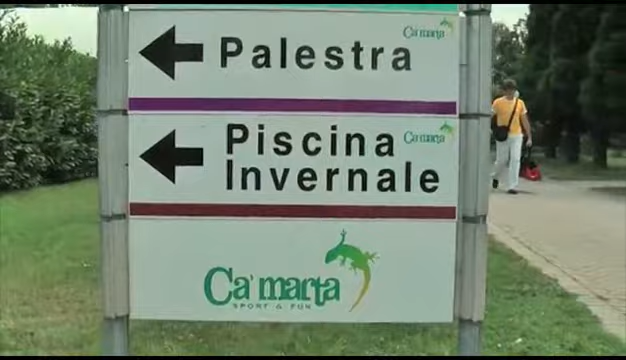 Ca' marta
Palestra
Ca' marta
Piscina
Invernale
Ca' marta
SPORT & FUN